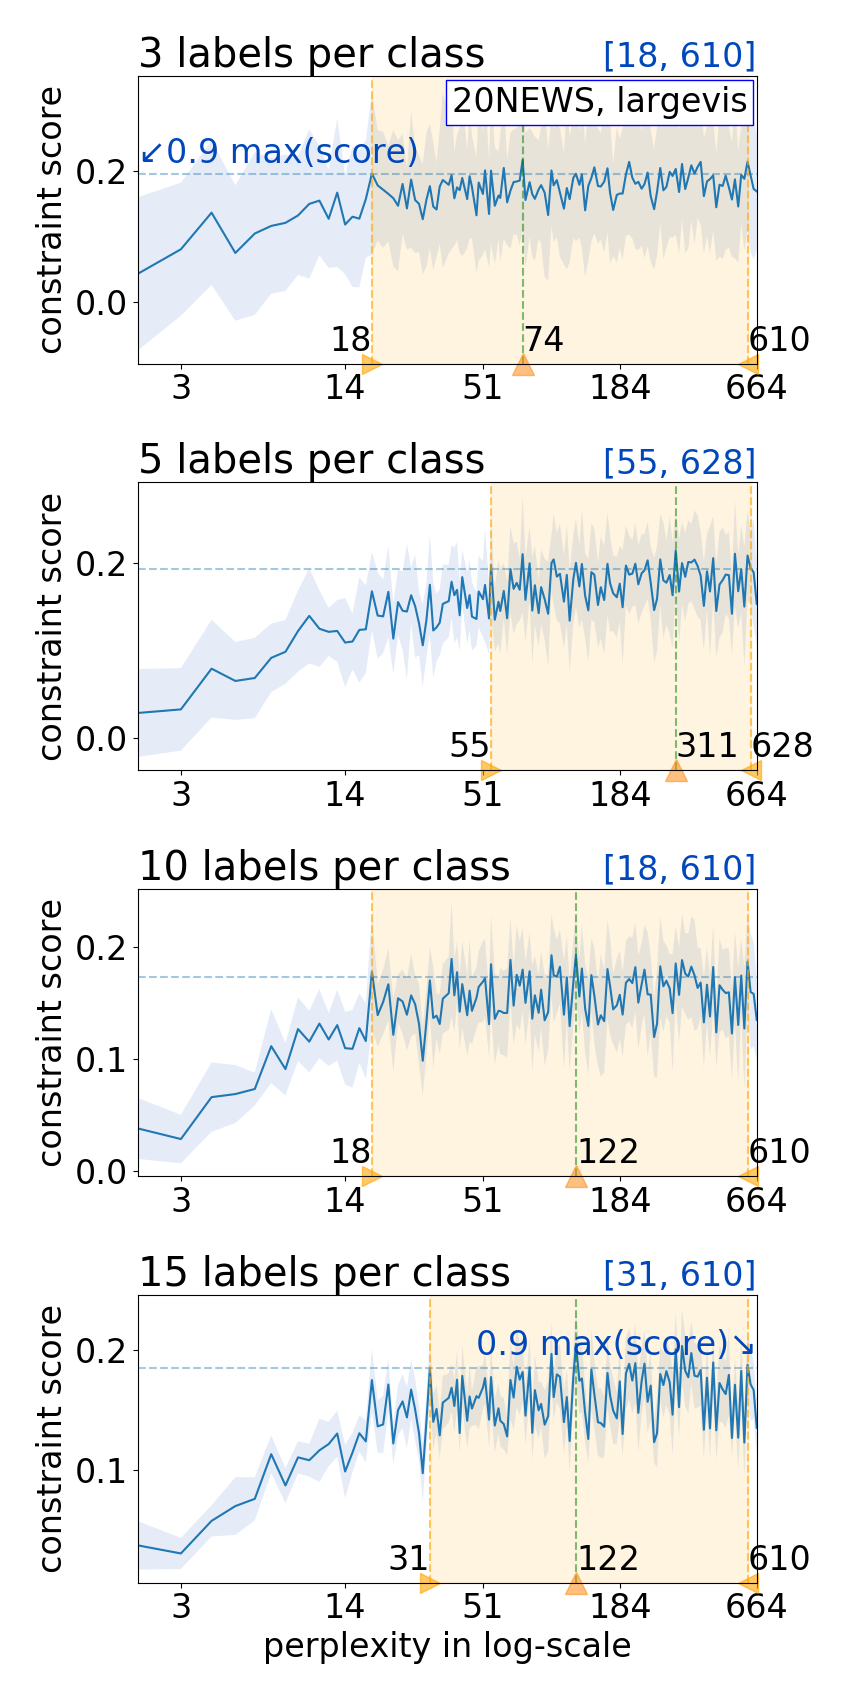 3 labels per class [18, 610]
20NEWS, largevis
↙0.9 max(score)
constraint score
0.2
0.0
18 74 610
3 14 51 184 664
5 labels per class [55, 628]
constraint score
0.2
0.0
55 311 628
3 14 51 184 664
10 labels per class [18, 610]
constraint score
0.2
0.1
0.0
18 122 610
3 14 51 184 664
15 labels per class [31, 610]
0.9 max(score)↘
constraint score
0.2
0.1
31 122 610
3 14 51 184 664
perplexity in log-scale